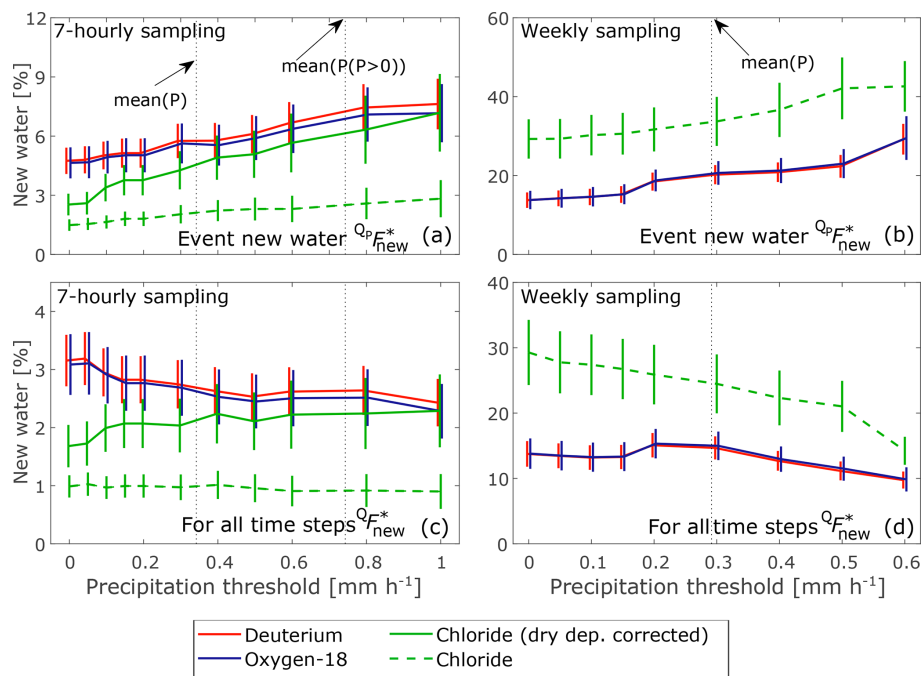 7-hourly sampling
mean(P)
mean(P(P>0))
Event new water QpF*new (a)
New water [%]
0
3
6
9
12
Weekly sampling
mean(P)
Event new water QpF*new (b)
0
20
40
60
7-hourly sampling
For all time steps QF*new (c)
New water [%]
0
1
2
3
4
0 0.2 0.4 0.6 0.8 1
Precipitation threshold [mm h-1]
Weekly sampling
For all time steps QF*new (d)
0
10
20
30
40
0 0.1 0.2 0.3 0.4 0.5 0.6
Precipitation threshold [mm h-1]
Deuterium
Oxygen-18
Chloride (dry dep. corrected)
Chloride